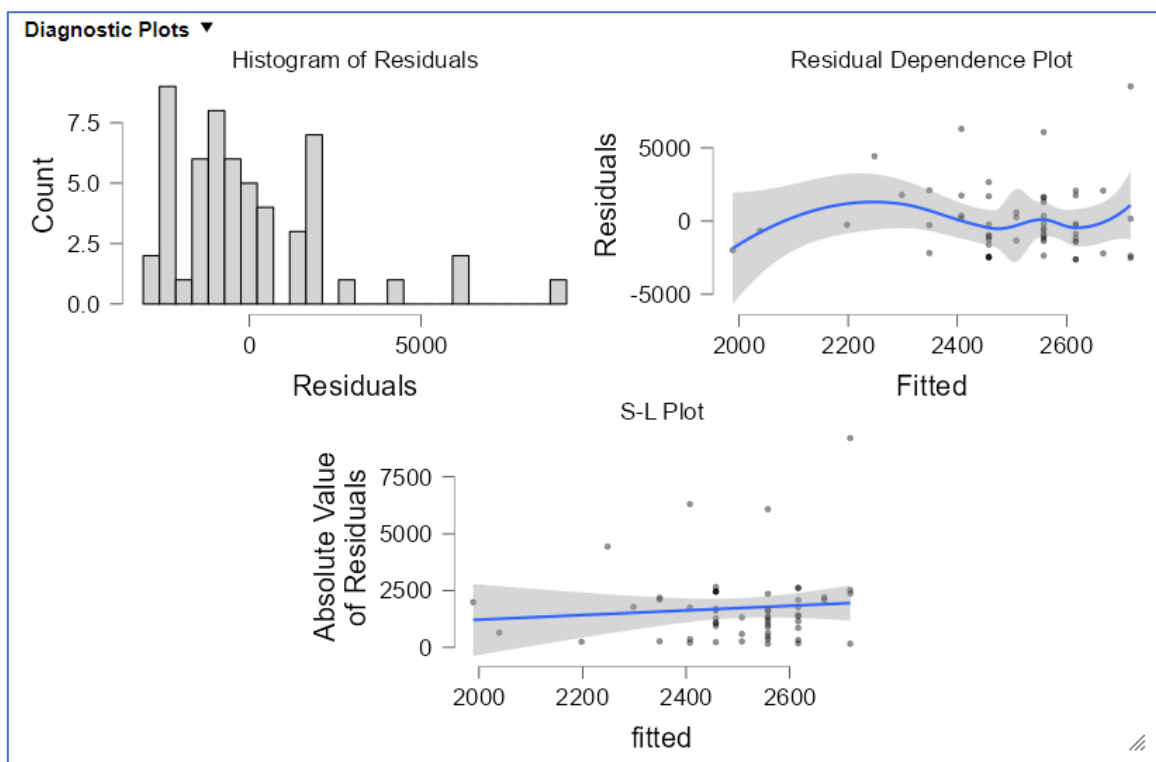 Diagnostic Plots ▼
Histogram of Residuals
7.5
5.0
2.5
0.0
Count
0
5000
Residuals
Residual Dependence Plot
5000
0
-5000
Residuals
2000
2200
2400
2600
Fitted
S-L Plot
7500
5000
2500
0
Absolute Value
of Residuals
2000
2200
2400
2600
fitted